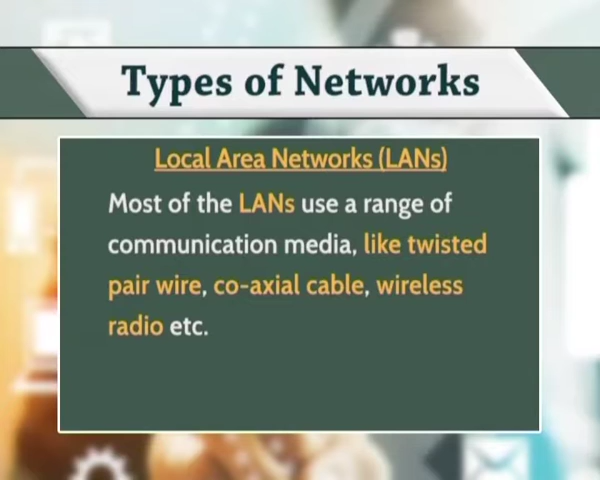 Types of Networks
Local Area Networks (LANs)
Most of the LANs use a range of
communication media, like twisted
pair wire, co-axial cable, wireless
radio etc.